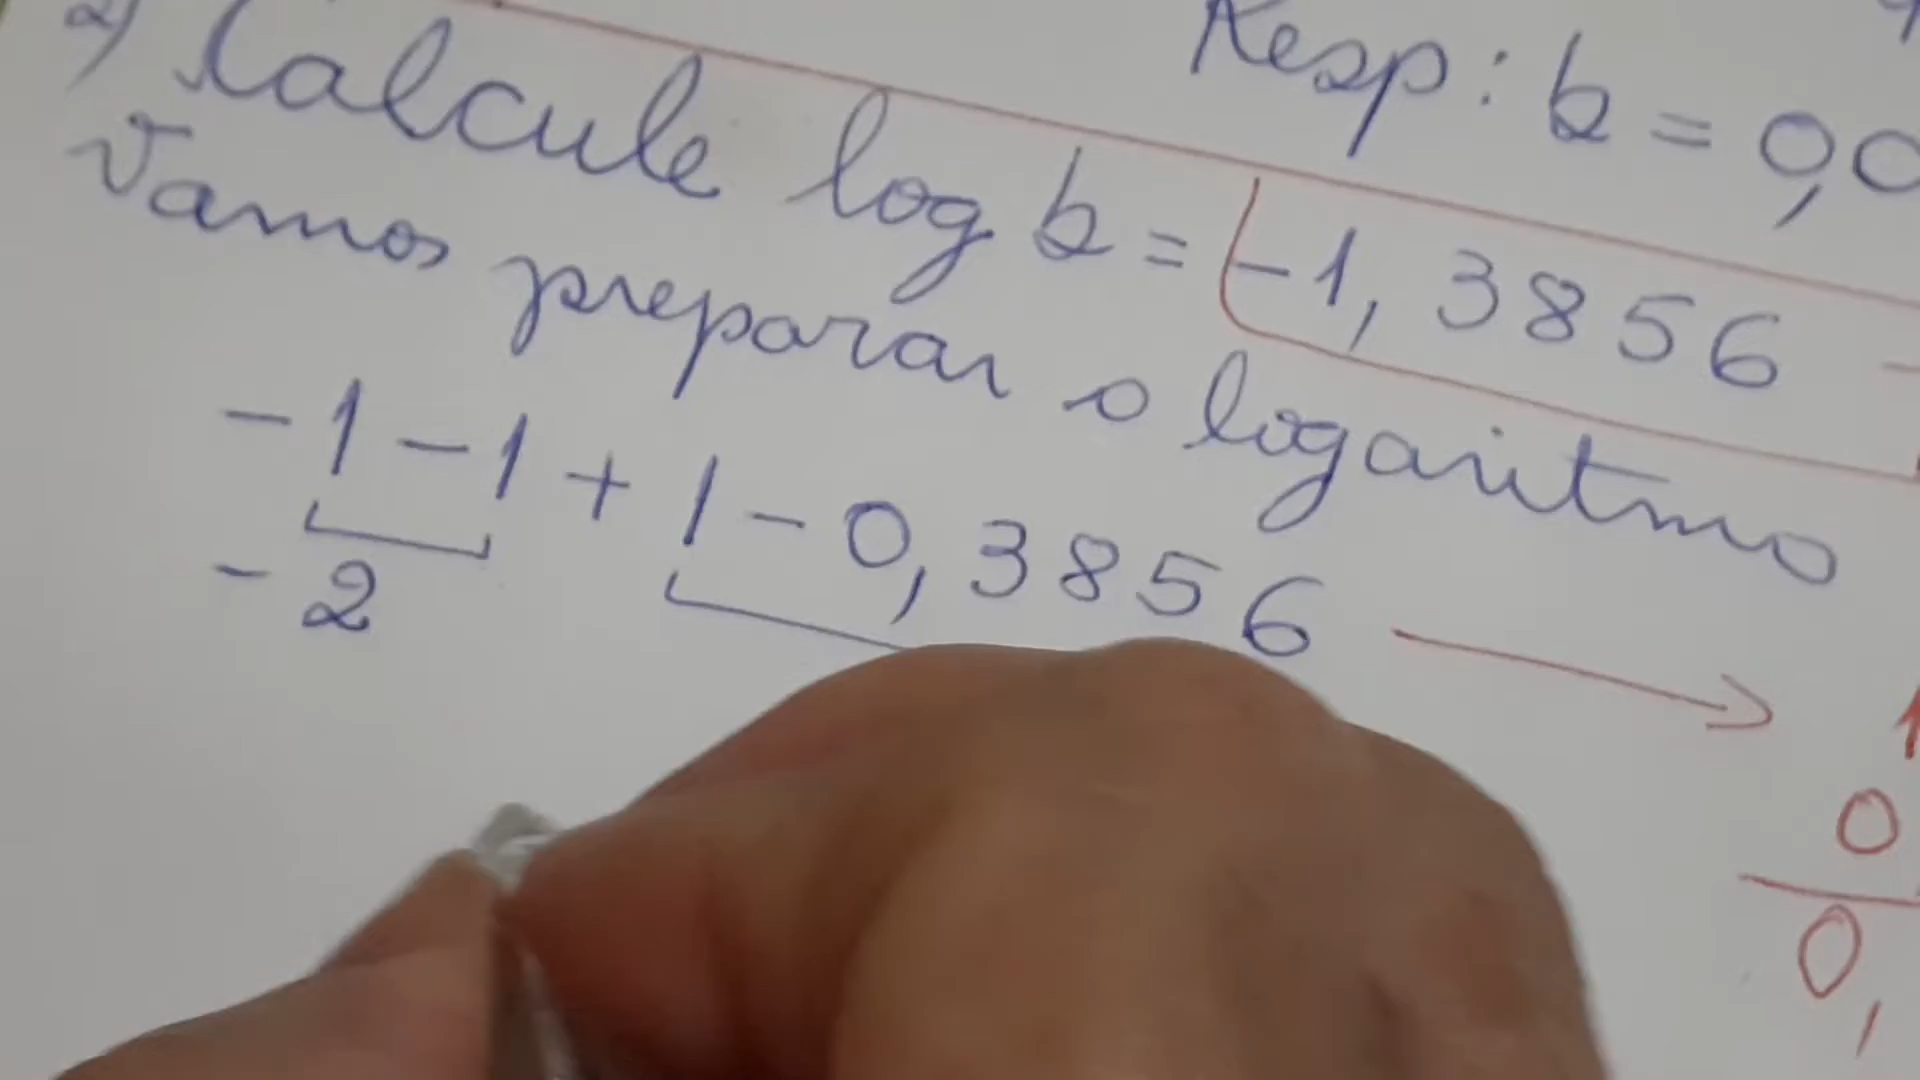 Resp: b = 0,0
2) Calcule log b = -1,3856
Vamos preparar o logaritmo
-1 -1 + 1 - 0,3856
-2
0
0,